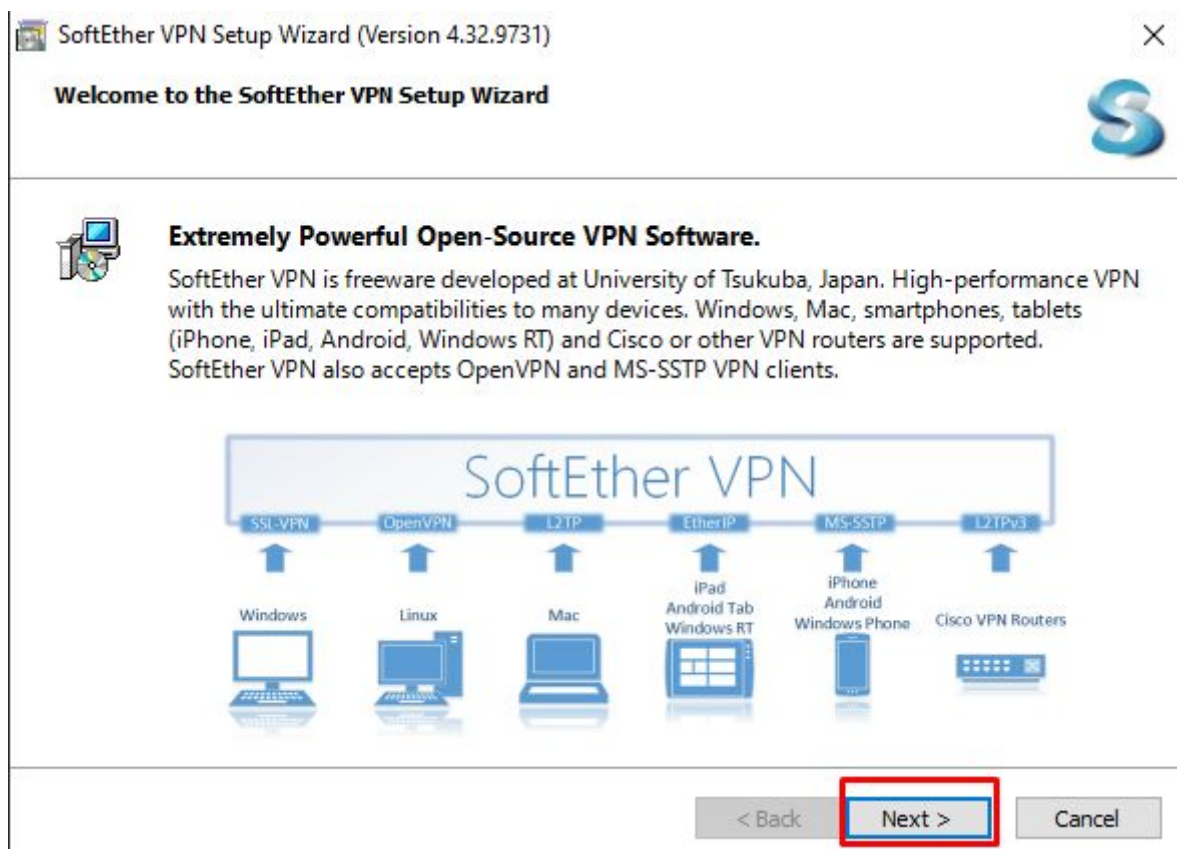 SoftEther VPN Setup Wizard (Version 4.32.9731)
Welcome to the SoftEther VPN Setup Wizard
Extremely Powerful Open-Source VPN Software.
SoftEther VPN is freeware developed at University of Tsukuba, Japan. High-performance VPN
with the ultimate compatibilities to many devices. Windows, Mac, smartphones, tablets
(iPhone, iPad, Android, Windows RT) and Cisco or other VPN routers are supported.
SoftEther VPN also accepts OpenVPN and MS-SSTP VPN clients.
SoftEther VPN
SSL-VPN OpenVPN L2TP EtherIP MS-SSTP L2TPv3
Windows
Linux
Mac
iPad
Android Tab
Windows RT
iPhone
Android
Windows Phone
Cisco VPN Routers
< Back Next > Cancel